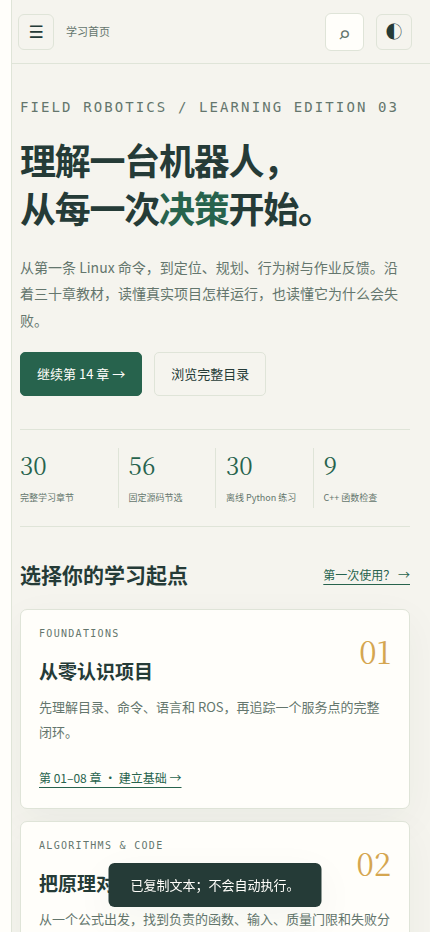 ☰ 学习首页 ⌕ ◐
FIELD ROBOTICS / LEARNING EDITION 03
理解一台机器人，
从每一次决策开始。
从第一条 Linux 命令，到定位、规划、行为树与作业反馈。沿
着三十章教材，读懂真实项目怎样运行，也读懂它为什么会失
败。
继续第 14 章 → 浏览完整目录
30 56 30 9
完整学习章节 固定源码节选 离线 Python 练习 C++ 函数检查
选择你的学习起点 第一次使用？ →
FOUNDATIONS
01
从零认识项目
先理解目录、命令、语言和 ROS，再追踪一个服务点的完整
闭环。
第 01–08 章 · 建立基础 →
ALGORITHMS & CODE
02
把原理对
已复制文本；不会自动执行。
从一个公式出发，找到负责的函数、输入、质量门限和失败分